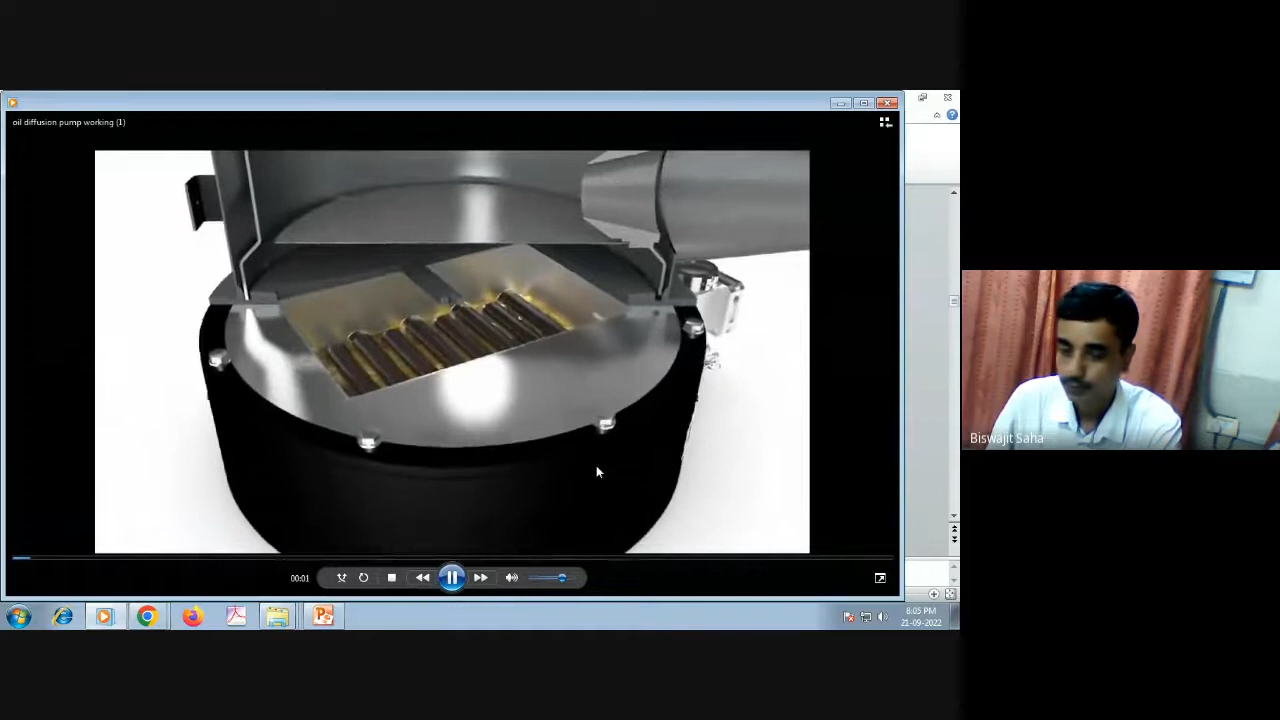 oil diffusion pump working (1)
Biswajit Saha
00:01
8:05 PM
21-09-2022